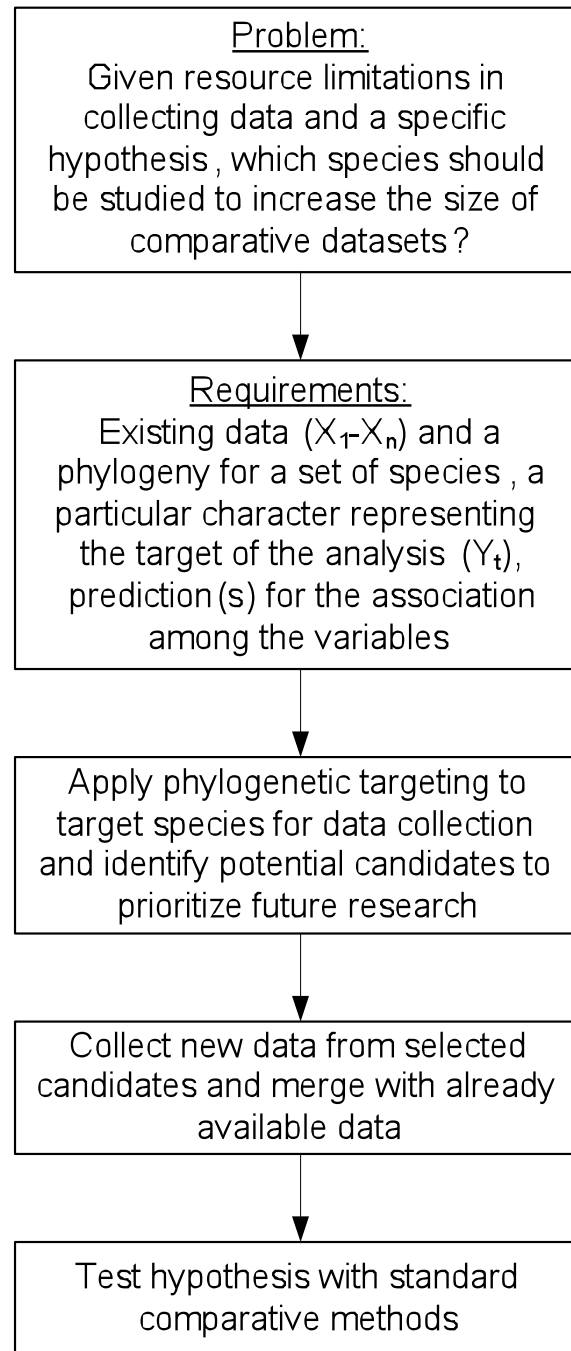 Problem:
Given resource limitations in
collecting data and a specific
hypothesis, which species should
be studied to increase the size of
comparative datasets?
Requirements:
Existing data (X₁-Xₙ) and a
phylogeny for a set of species, a
particular character representing
the target of the analysis (Yₜ),
prediction(s) for the association
among the variables
Apply phylogenetic targeting to
target species for data collection
and identify potential candidates to
prioritize future research
Collect new data from selected
candidates and merge with already
available data
Test hypothesis with standard
comparative methods